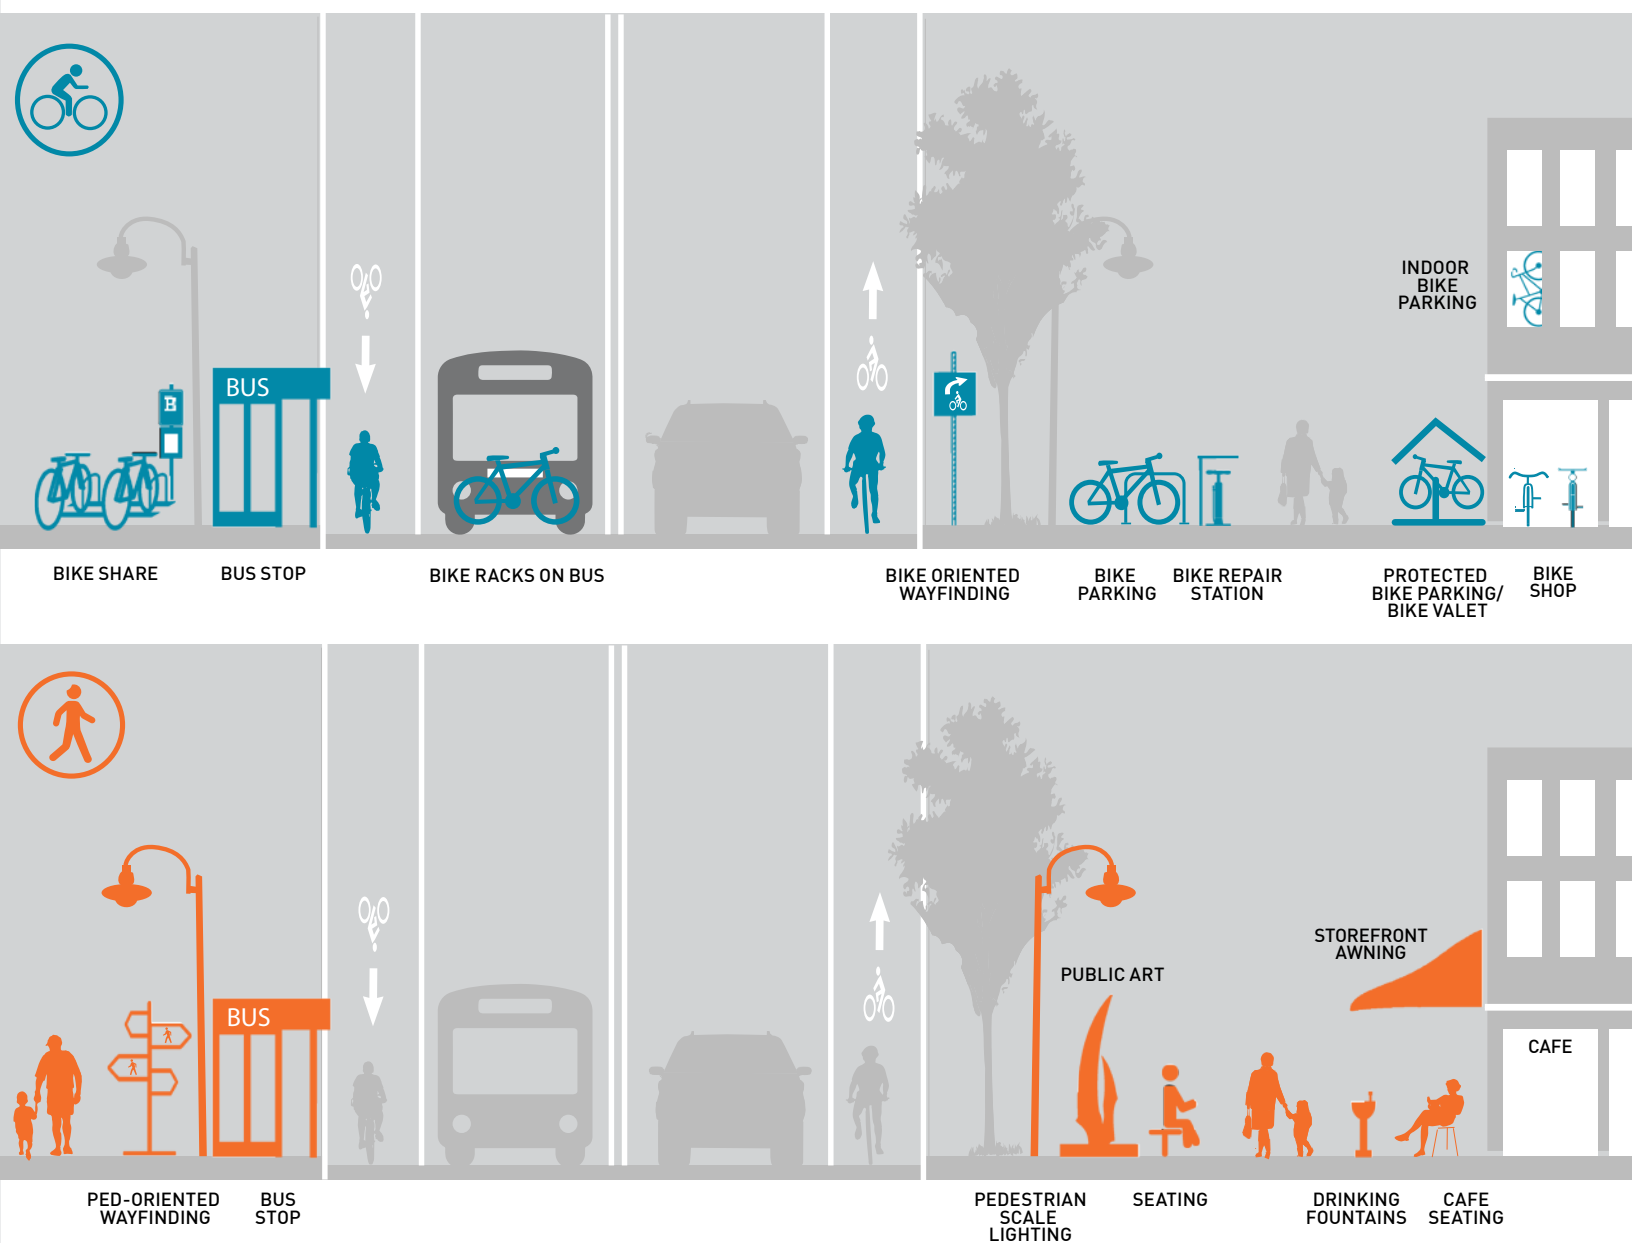 INDOOR
BIKE
PARKING
B
BUS
BIKE SHARE
BUS STOP
BIKE RACKS ON BUS
BIKE ORIENTED
WAYFINDING
BIKE
PARKING
BIKE REPAIR
STATION
PROTECTED
BIKE PARKING/
BIKE VALET
BIKE
SHOP
STOREFRONT
AWNING
PUBLIC ART
BUS
CAFE
PED-ORIENTED
WAYFINDING
BUS
STOP
PEDESTRIAN
SCALE
LIGHTING
SEATING
DRINKING
FOUNTAINS
CAFE
SEATING